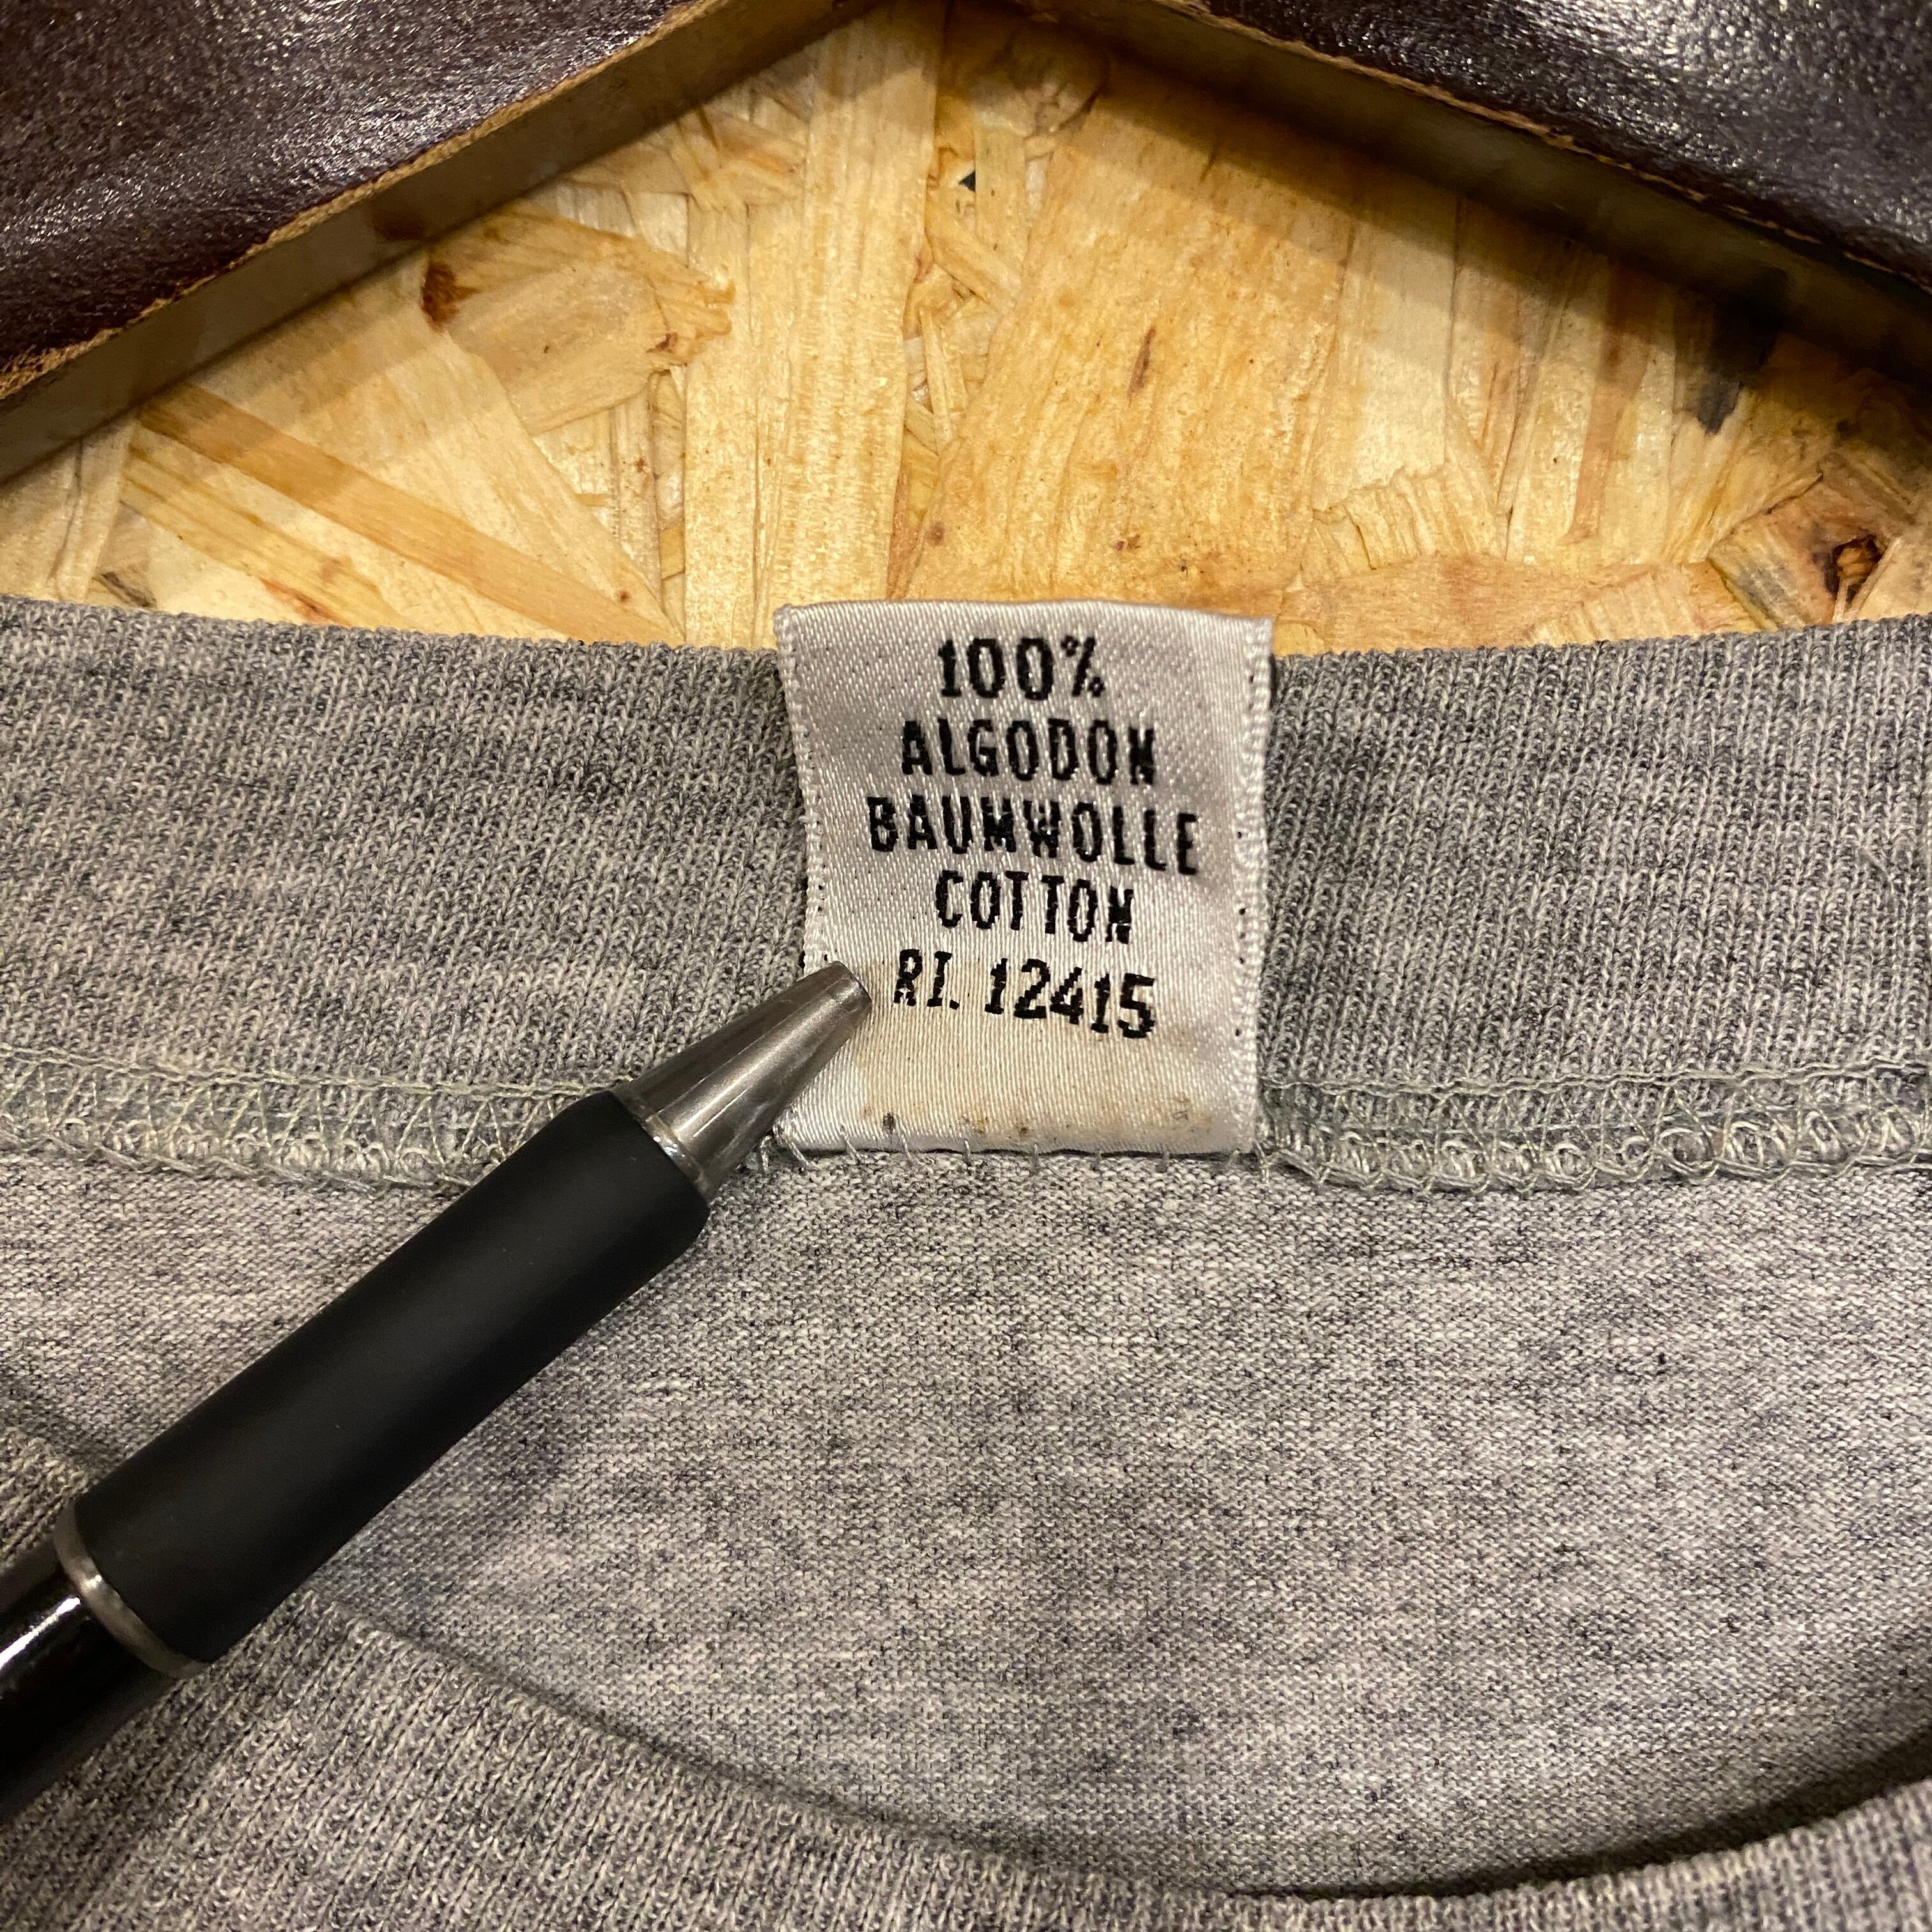 100%
ALGODON
BAUMWOLLE
COTTON
RI. 12415